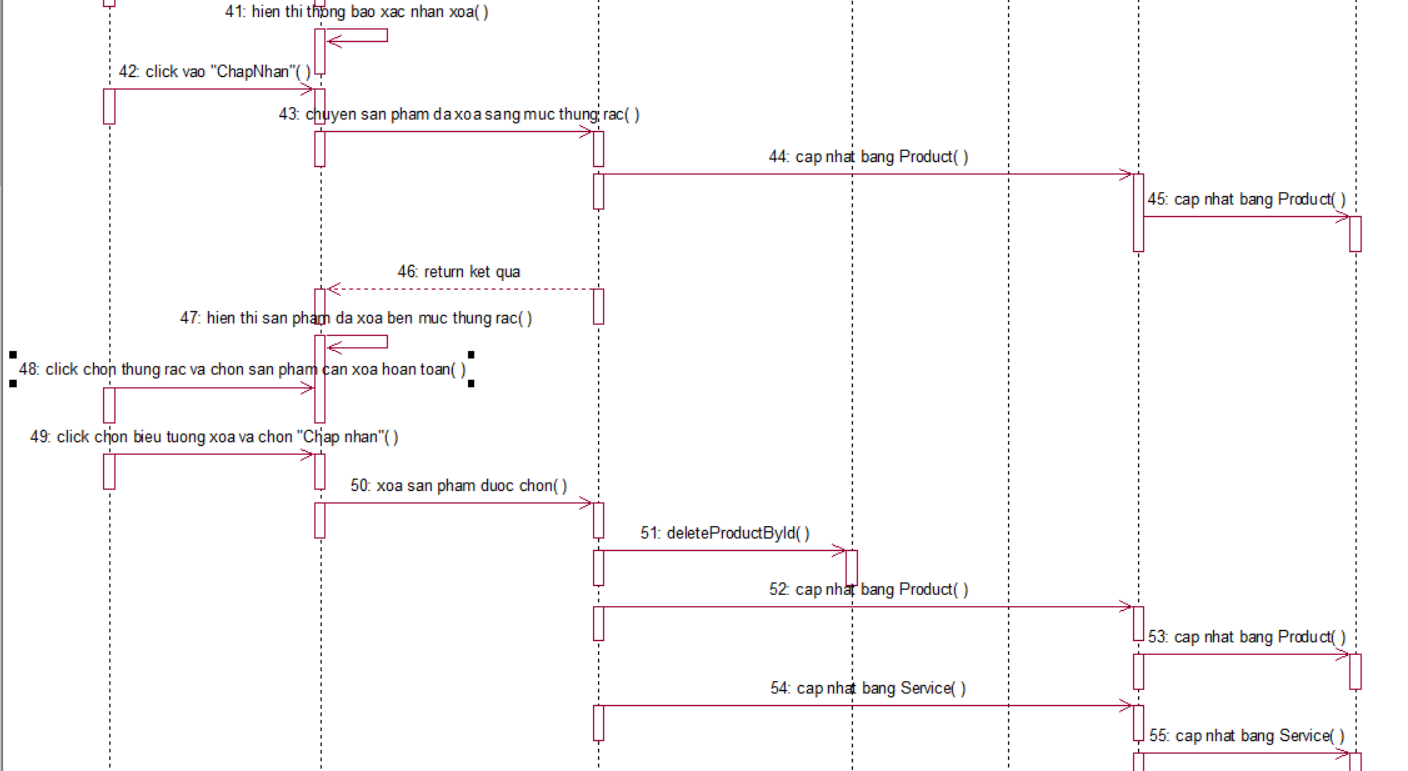 41: hien thi thong bao xac nhan xoa( )
42: click vao "ChapNhan"( )
43: chuyen san pham da xoa sang muc thung rac( )
44: cap nhat bang Product( )
45: cap nhat bang Product( )
46: return ket qua
47: hien thi san pham da xoa ben muc thung rac( )
48: click chon thung rac va chon san pham can xoa hoan toan( )
49: click chon bieu tuong xoa va chon "Chap nhan"( )
50: xoa san pham duoc chon( )
51: deleteProductById( )
52: cap nhat bang Product( )
53: cap nhat bang Product( )
54: cap nhat bang Service( )
55: cap nhat bang Service( )